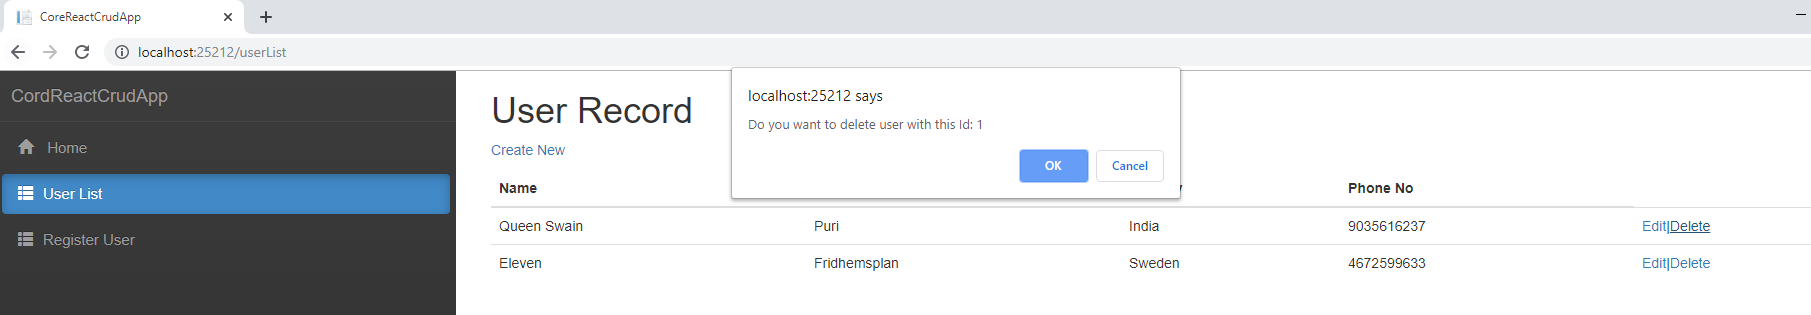 CoreReactCrudApp
localhost:25212/userList
CordReactCrudApp
Home
User List
Register User
User Record
Create New
localhost:25212 says
Do you want to delete user with this Id: 1
OK Cancel
Name Phone No
Queen Swain Puri India 9035616237 Edit|Delete
Eleven Fridhemsplan Sweden 4672599633 Edit|Delete